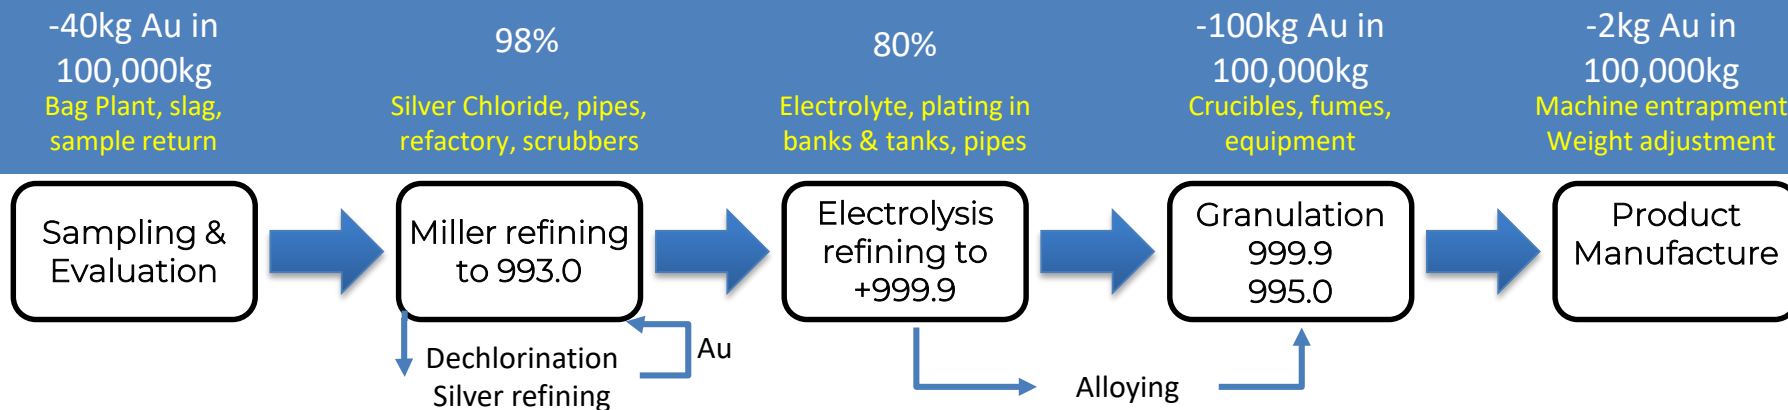 -40kg Au in
100,000kg
Bag Plant, slag,
sample return
98%
Silver Chloride, pipes,
refactory, scrubbers
80%
Electrolyte, plating in
banks & tanks, pipes
-100kg Au in
100,000kg
Crucibles, fumes,
equipment
-2kg Au in
100,000kg
Machine entrapment
Weight adjustment
Sampling &
Evaluation
Miller refining
to 993.0
Electrolysis
refining to
+999.9
Granulation
999.9
995.0
Product
Manufacture
Dechlorination
Silver refining
Au
Alloying